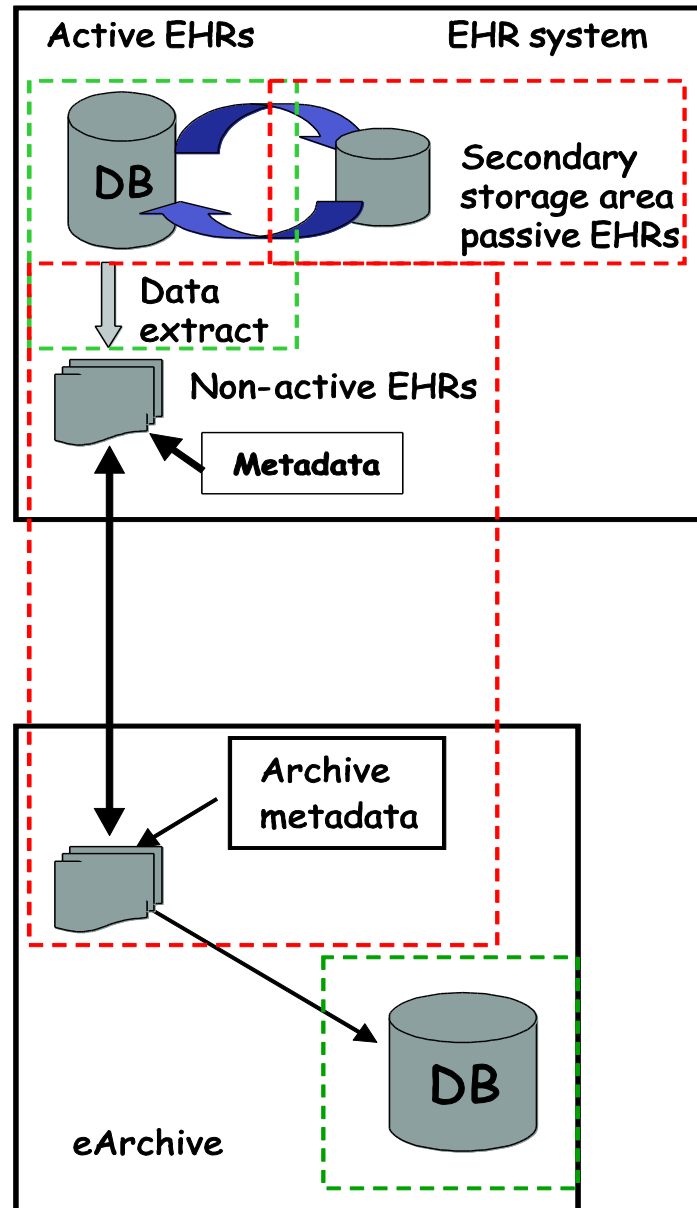 Active EHRs
EHR system
DB
Secondary
storage area
passive EHRs
Data
extract
Non-active EHRs
Metadata
Archive
metadata
DB
eArchive